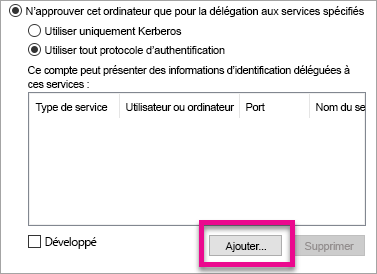 N'approuver cet ordinateur que pour la délégation aux services spécifiés
Utiliser uniquement Kerberos
Utiliser tout protocole d'authentification
Ce compte peut présenter des informations d'identification déléguées à
ces services :
Type de service Utilisateur ou ordinateur Port Nom du se
Développé Ajouter... Supprimer